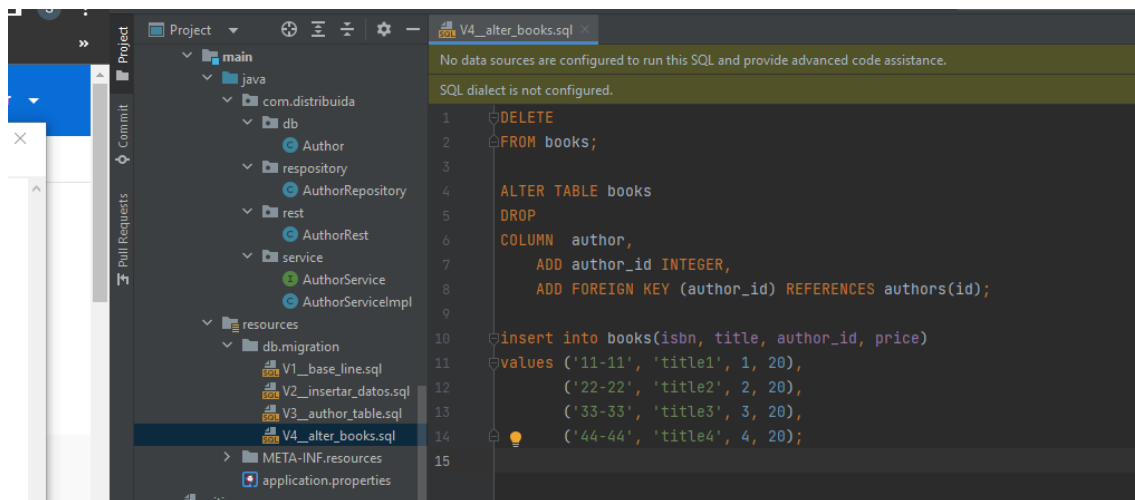 Project
V4__alter_books.sql
Project
Commit
Pull Requests
main
java
com.distribuida
db
Author
respository
AuthorRepository
rest
AuthorRest
service
AuthorService
AuthorServiceImpl
resources
db.migration
V1__base_line.sql
V2__insertar_datos.sql
V3__author_table.sql
V4__alter_books.sql
META-INF.resources
application.properties
No data sources are configured to run this SQL and provide advanced code assistance.
SQL dialect is not configured.
1 DELETE
2 FROM books;
3
4 ALTER TABLE books
5 DROP
6 COLUMN  author,
7     ADD author_id INTEGER,
8     ADD FOREIGN KEY (author_id) REFERENCES authors(id);
9
10 insert into books(isbn, title, author_id, price)
11 values ('11-11', 'title1', 1, 20),
12        ('22-22', 'title2', 2, 20),
13        ('33-33', 'title3', 3, 20),
14        ('44-44', 'title4', 4, 20);
15